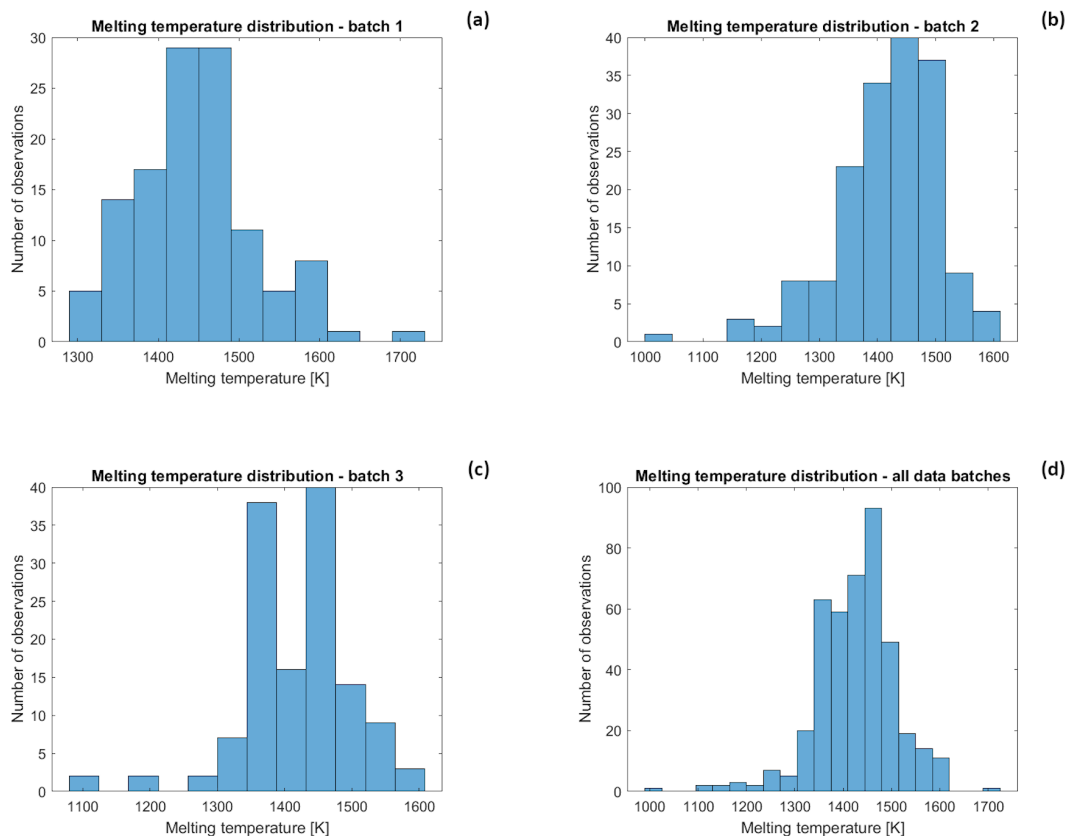 Melting temperature distribution - batch 1
(a)
Number of observations
30
25
20
15
10
5
0
1300 1400 1500 1600 1700
Melting temperature [K]
Melting temperature distribution - batch 2
(b)
Number of observations
40
35
30
25
20
15
10
5
0
1000 1100 1200 1300 1400 1500 1600
Melting temperature [K]
Melting temperature distribution - batch 3
(c)
Number of observations
40
35
30
25
20
15
10
5
0
1100 1200 1300 1400 1500 1600
Melting temperature [K]
Melting temperature distribution - all data batches
(d)
Number of observations
100
80
60
40
20
0
1000 1100 1200 1300 1400 1500 1600 1700
Melting temperature [K]